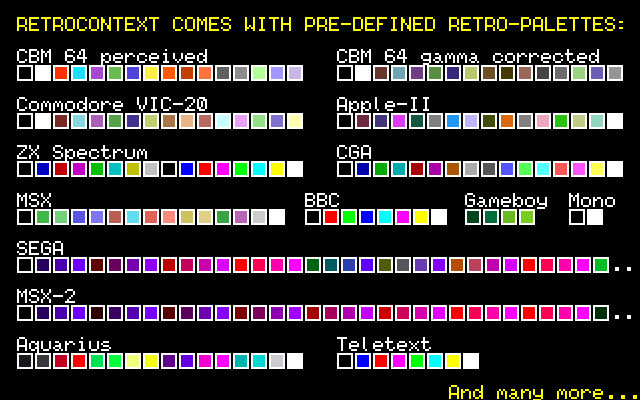 RETROCONTEXT COMES WITH PRE-DEFINED RETRO-PALETTES:
CBM 64 perceived CBM 64 gamma corrected
Commodore VIC-20 Apple-II
ZX Spectrum CGA
MSX BBC Gameboy Mono
SEGA
..
MSX-2
..
Aquarius Teletext
And many more...